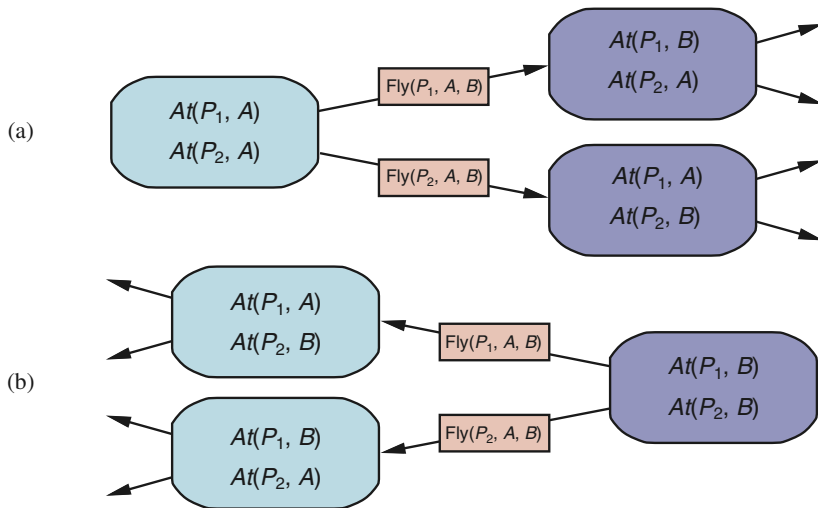 (a)
At(P₁, A)
At(P₂, A)
Fly(P₁, A, B)
Fly(P₂, A, B)
At(P₁, B)
At(P₂, A)
At(P₁, A)
At(P₂, B)
(b)
At(P₁, A)
At(P₂, B)
At(P₁, B)
At(P₂, A)
Fly(P₁, A, B)
Fly(P₂, A, B)
At(P₁, B)
At(P₂, B)